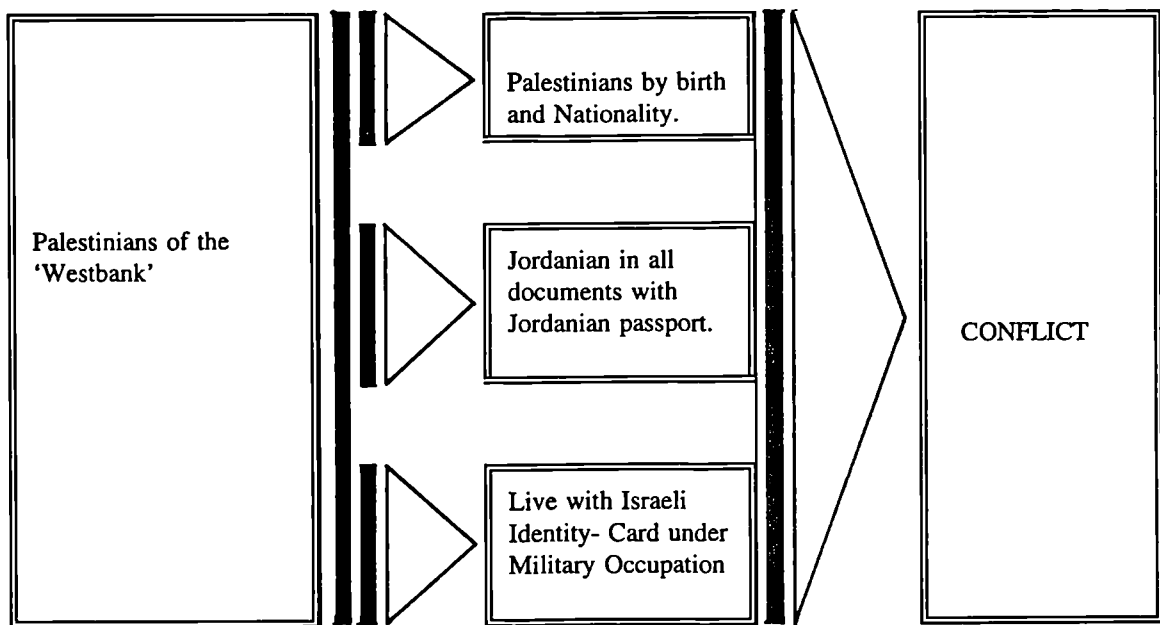 Palestinians of the
‘Westbank’
Palestinians by birth
and Nationality.
Jordanian in all
documents with
Jordanian passport.
Live with Israeli
Identity- Card under
Military Occupation
CONFLICT